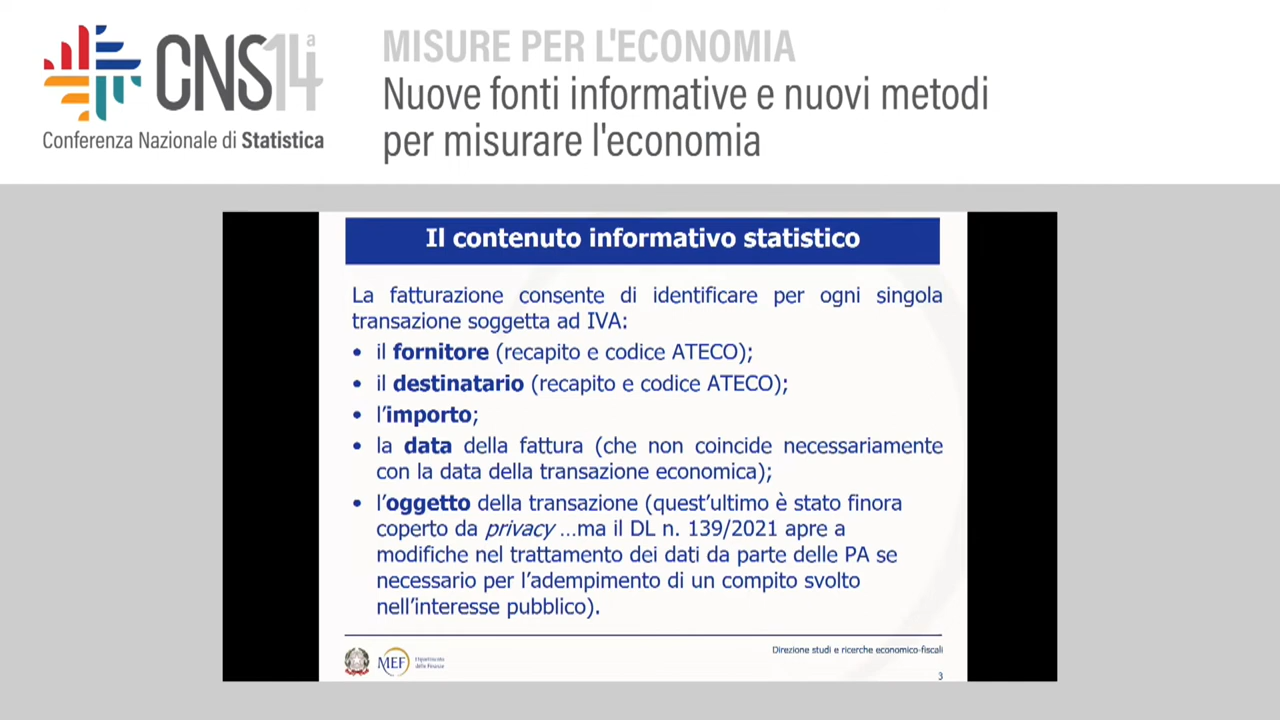 CNS14a
Conferenza Nazionale di Statistica
MISURE PER L'ECONOMIA
Nuove fonti informative e nuovi metodi
per misurare l'economia
Il contenuto informativo statistico
La fatturazione consente di identificare per ogni singola
transazione soggetta ad IVA:
• il fornitore (recapito e codice ATECO);
• il destinatario (recapito e codice ATECO);
• l’importo;
• la data della fattura (che non coincide necessariamente
con la data della transazione economica);
• l’oggetto della transazione (quest’ultimo è stato finora
coperto da privacy …ma il DL n. 139/2021 apre a
modifiche nel trattamento dei dati da parte delle PA se
necessario per l’adempimento di un compito svolto
nell’interesse pubblico).
MEF
Dipartimento
delle Finanze
Direzione studi e ricerche economico-fiscali
3